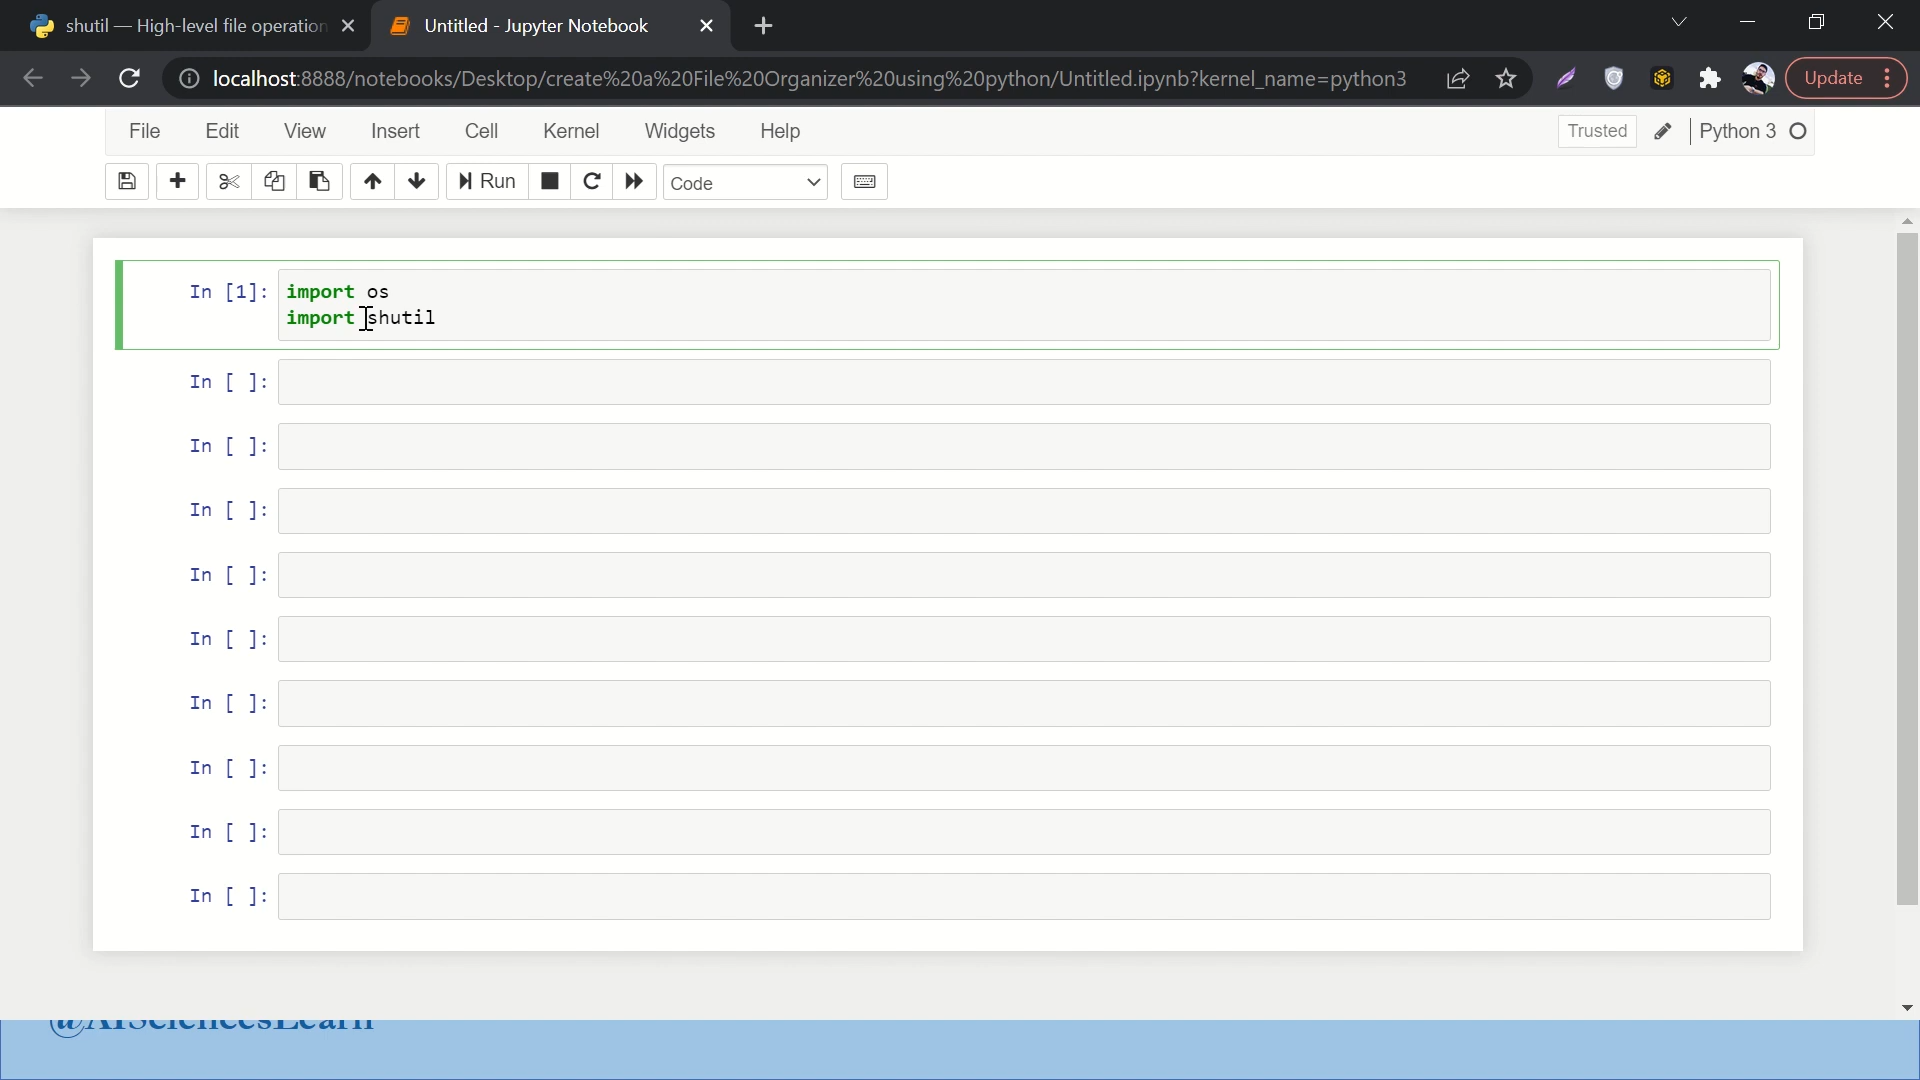 shutil — High-level file operation
Untitled - Jupyter Notebook
localhost:8888/notebooks/Desktop/create%20a%20File%20Organizer%20using%20python/Untitled.ipynb?kernel_name=python3
Update
File Edit View Insert Cell Kernel Widgets Help
Trusted
Python 3
Run
Code
In [1]: import os
import shutil
In [ ]:
In [ ]:
In [ ]:
In [ ]:
In [ ]:
In [ ]:
In [ ]:
In [ ]:
In [ ]:
@AISciencesLearn